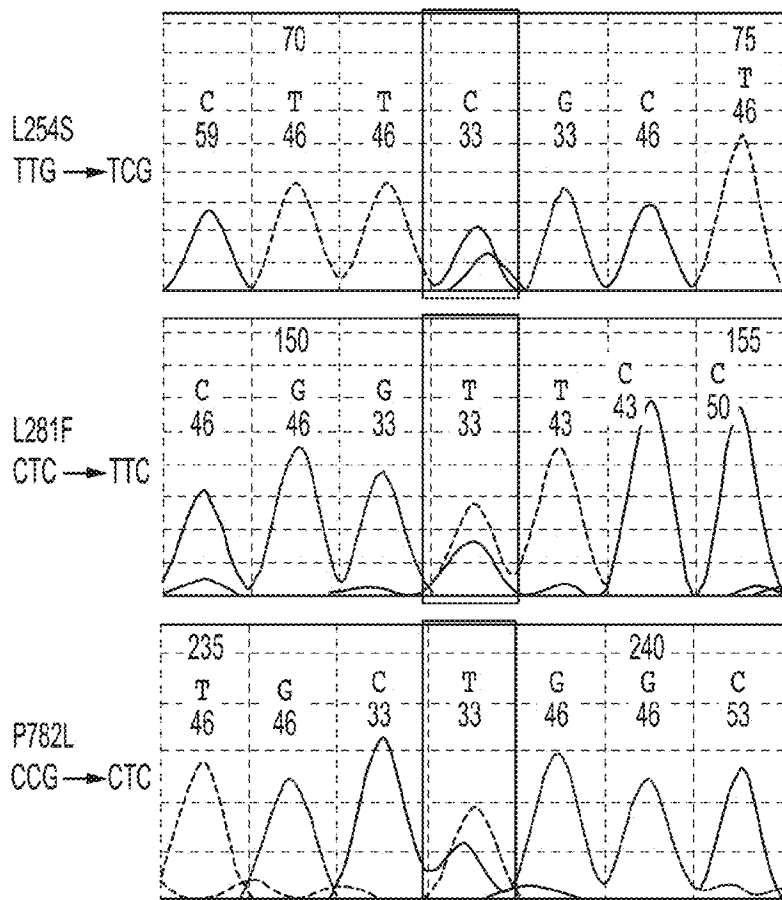 70 75
C T T C G C T
59 46 46 33 33 46 46
L254S
TTG → TCG
150 155
C G G T T C C
46 46 33 33 43 43 50
L281F
CTC → TTC
235 240
T G C T G G C
46 46 33 33 46 46 53
P782L
CCG → CTC